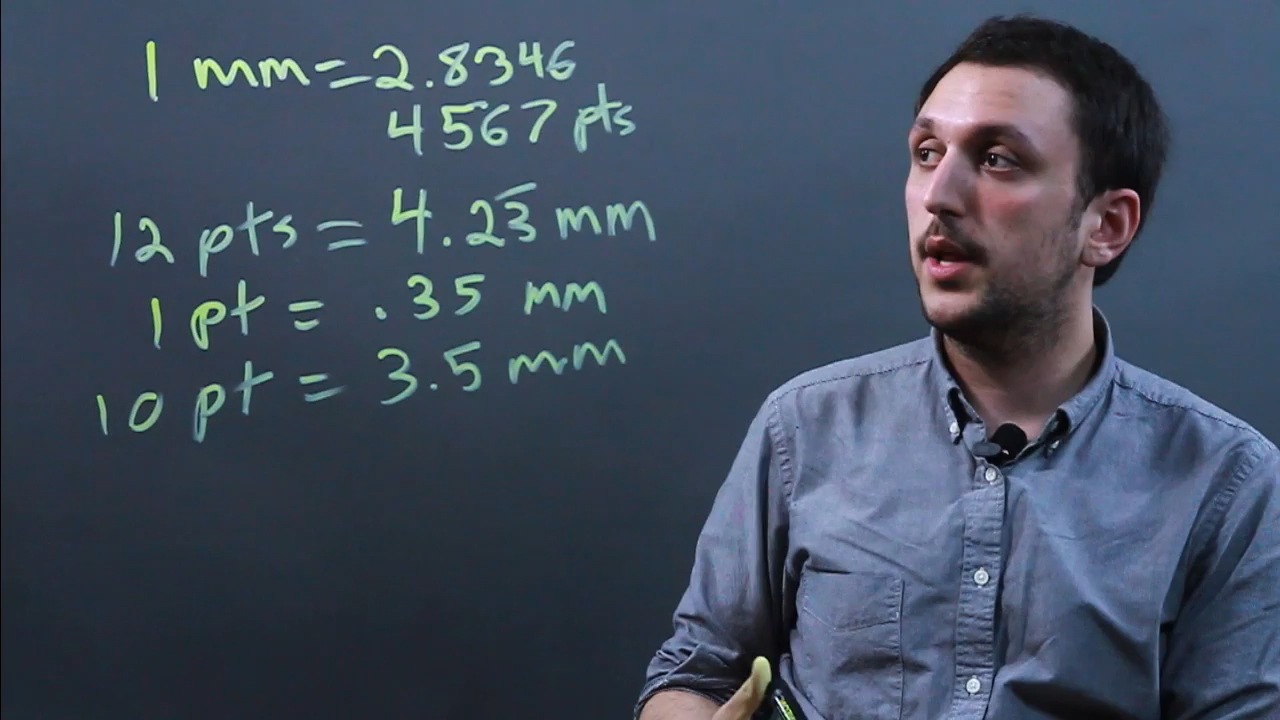 1 mm = 2.8346
4567 pts
12 pts = 4.23̅ mm
1 pt = .35 mm
10 pt = 3.5 mm